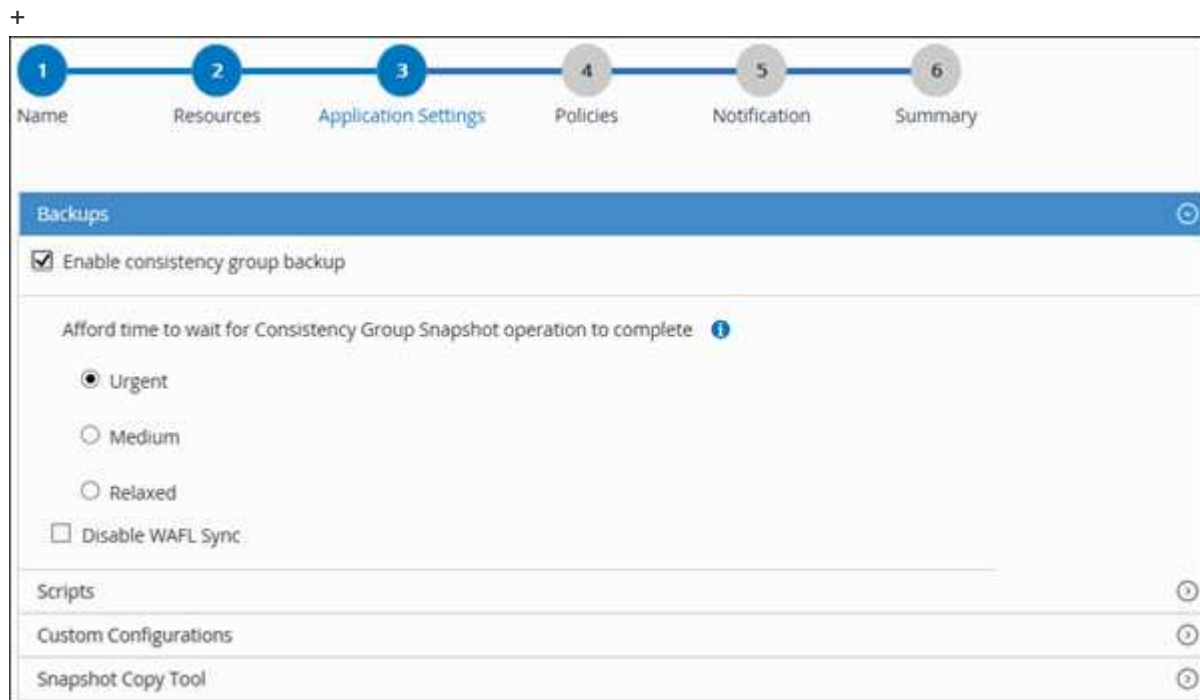 +
1 2 3 4 5 6
Name Resources Application Settings Policies Notification Summary
Backups
Enable consistency group backup
Afford time to wait for Consistency Group Snapshot operation to complete
Urgent
Medium
Relaxed
Disable WAFL Sync
Scripts
Custom Configurations
Snapshot Copy Tool